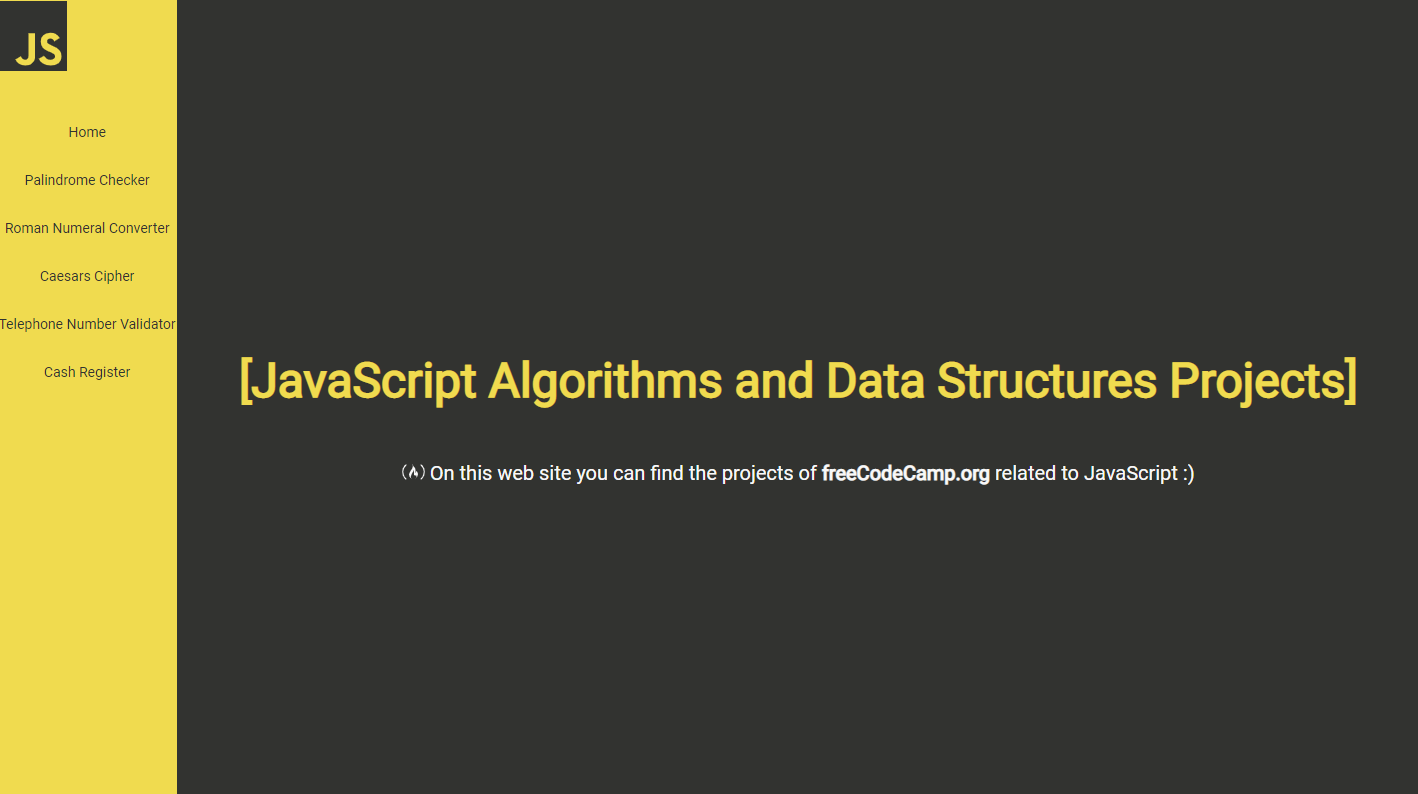 JS
Home
Palindrome Checker
Roman Numeral Converter
Caesars Cipher
Telephone Number Validator
Cash Register
[JavaScript Algorithms and Data Structures Projects]
On this web site you can find the projects of freeCodeCamp.org related to JavaScript :)